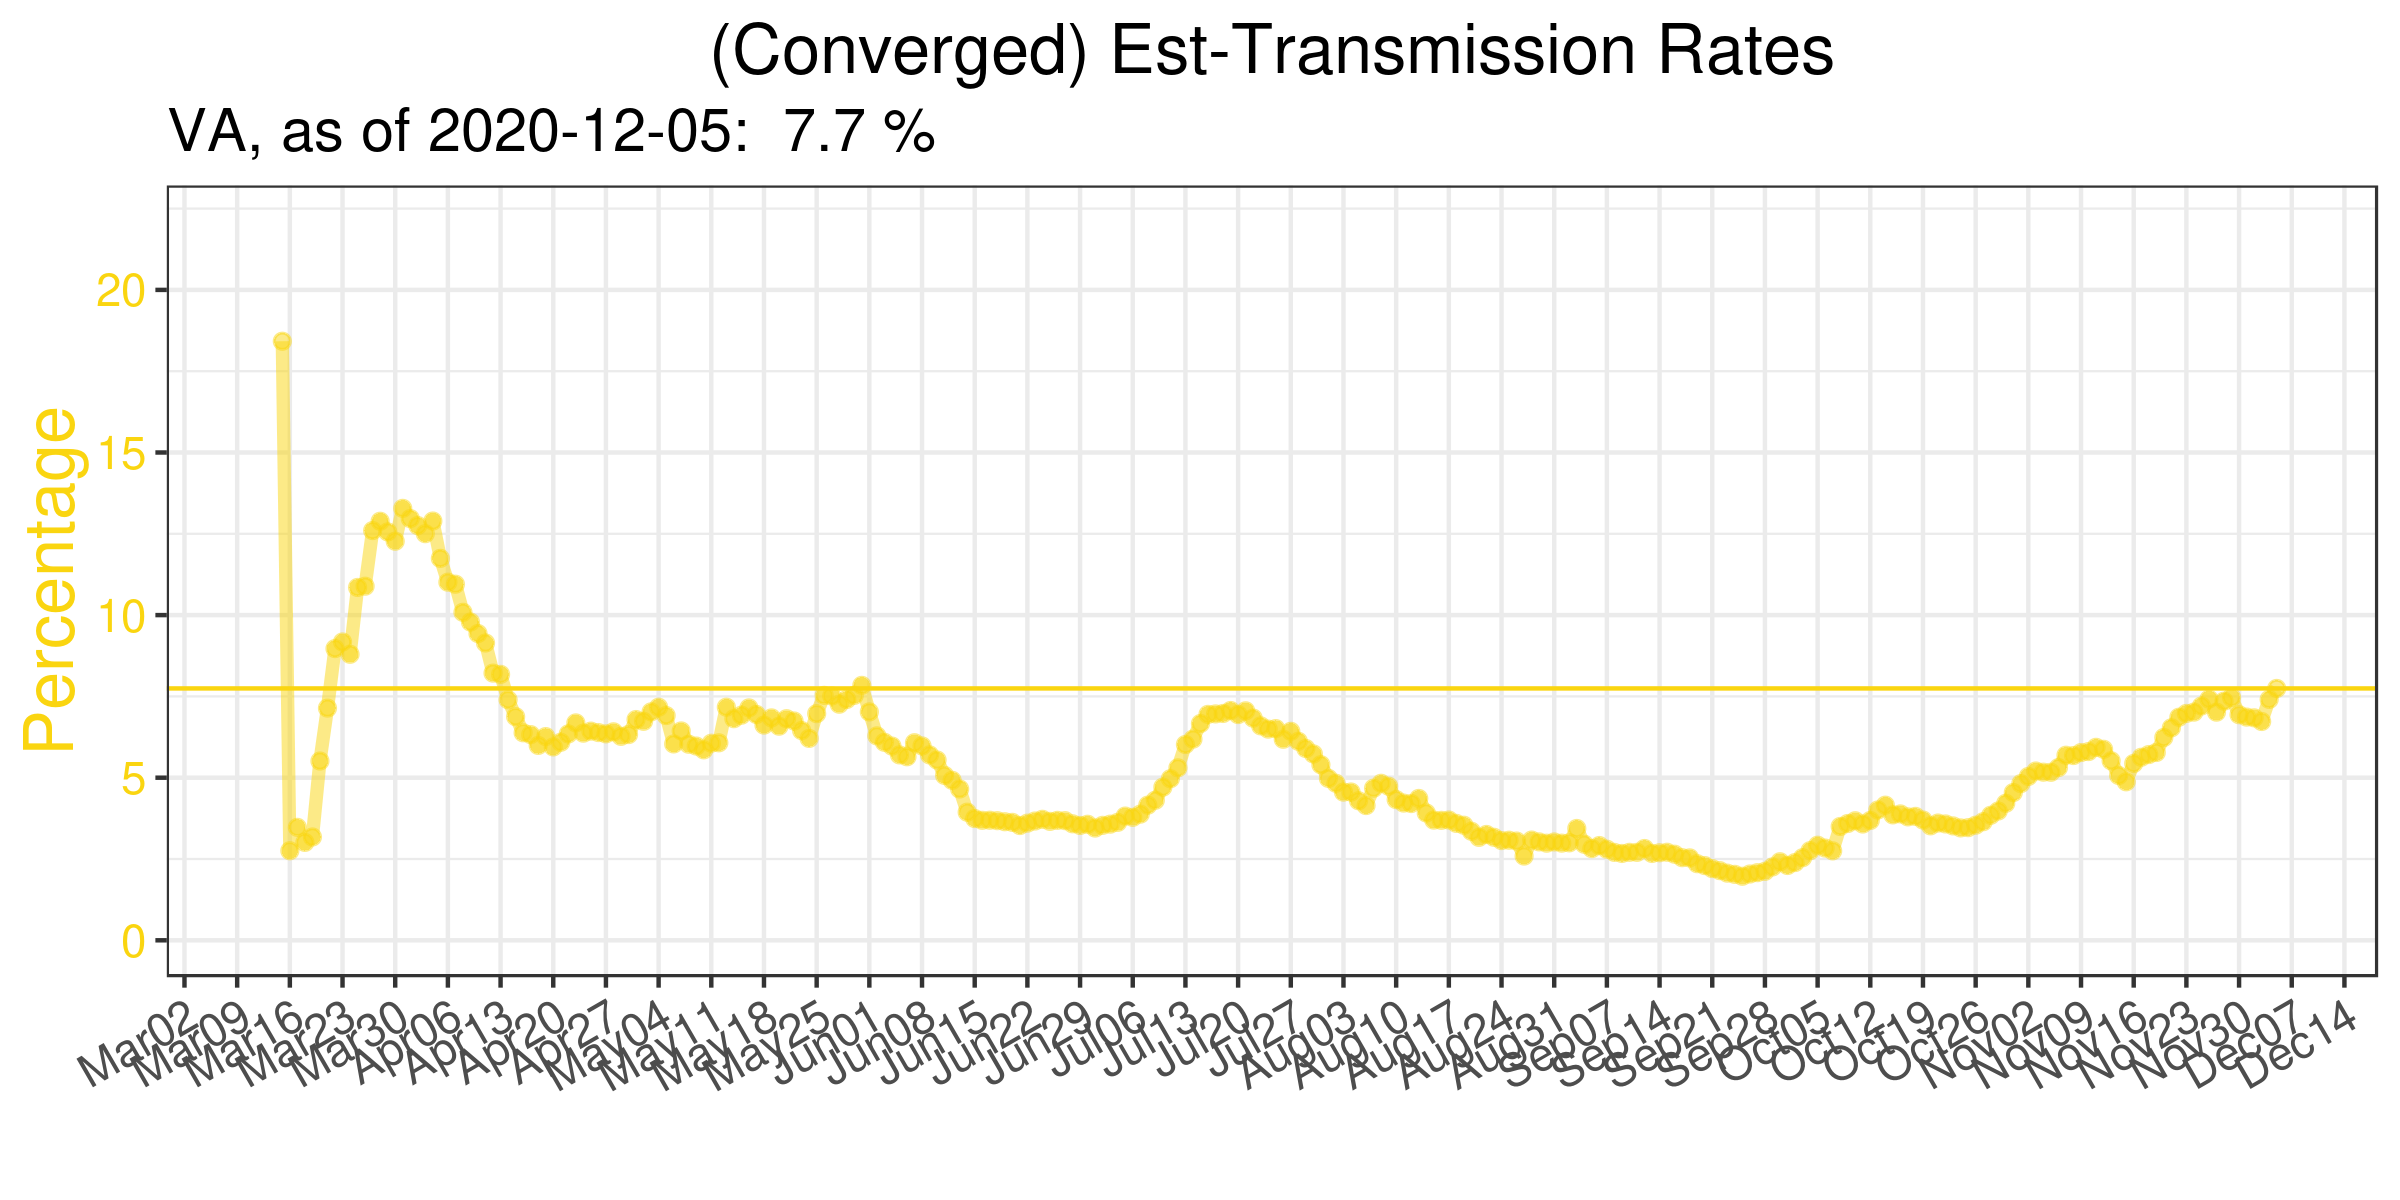 (Converged) Est-Transmission Rates
VA, as of 2020-12-05:  7.7 %
Percentage
20
15
10
5
0
Mar02
Mar09
Mar16
Mar23
Mar30
Apr06
Apr13
Apr20
Apr27
May04
May11
May18
May25
Jun01
Jun08
Jun15
Jun22
Jun29
Jul06
Jul13
Jul20
Jul27
Aug03
Aug10
Aug17
Aug24
Aug31
Sep07
Sep14
Sep21
Sep28
Oct05
Oct12
Oct19
Oct26
Nov02
Nov09
Nov16
Nov23
Nov30
Dec07
Dec14